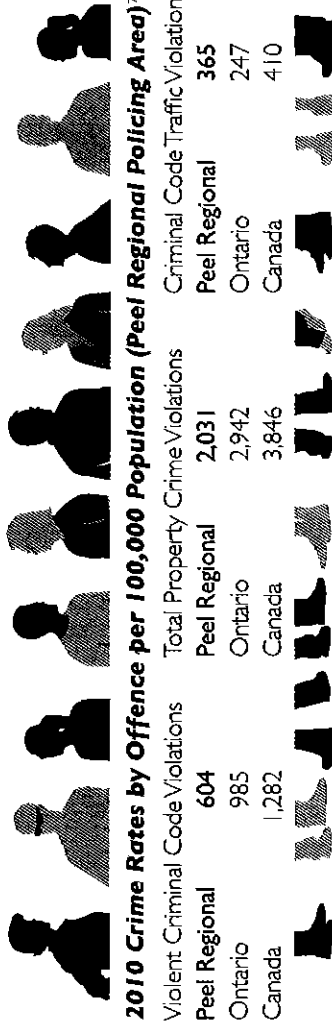 2010 Crime Rates by Offence per 100,000 Population (Peel Regional Policing Area)
Violent Criminal Code Violations Total Property Crime Violations Criminal Code Traffic Violation
Peel Regional 604 Peel Regional 2,031 Peel Regional 365
Ontario 985 Ontario 2,942 Ontario 247
Canada 1,282 Canada 3,846 Canada 410